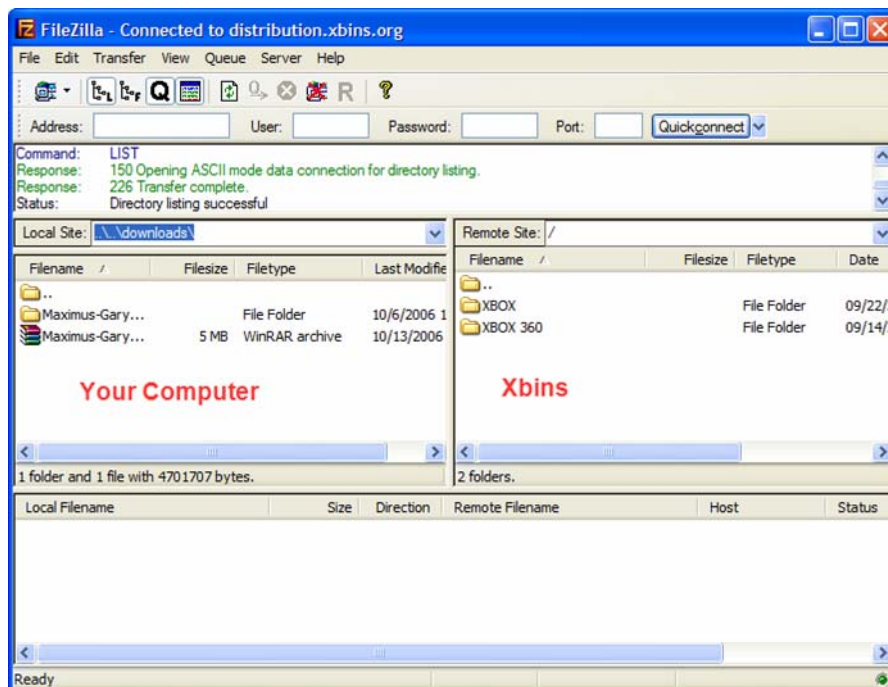 FileZilla - Connected to distribution.xbins.org
File Edit Transfer View Queue Server Help
Address: User: Password: Port: Quickconnect
Command: LIST
Response: 150 Opening ASCII mode data connection for directory listing.
Response: 226 Transfer complete.
Status: Directory listing successful
Local Site: ..\..\downloads\ Remote Site: /
Filename / Filesize Filetype Last Modifie
..
Maximus-Gary... File Folder 10/6/2006 1
Maximus-Gary... 5 MB WinRAR archive 10/13/2006
Your Computer
1 folder and 1 file with 4701707 bytes.
Filename / Filesize Filetype Date
..
XBOX File Folder 09/22/
XBOX 360 File Folder 09/14/
Xbins
2 folders.
Local Filename Size Direction Remote Filename Host Status
Ready